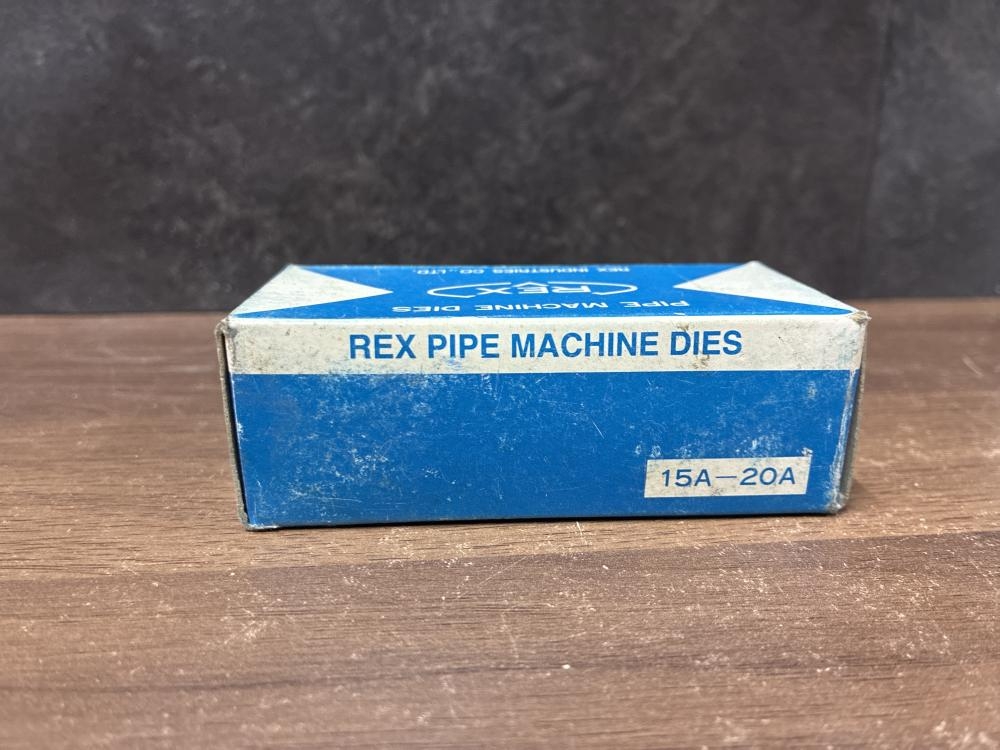 REX INDUSTRIES CO., LTD.
REX
PIPE MACHINE DIES
REX PIPE MACHINE DIES
15A—20A